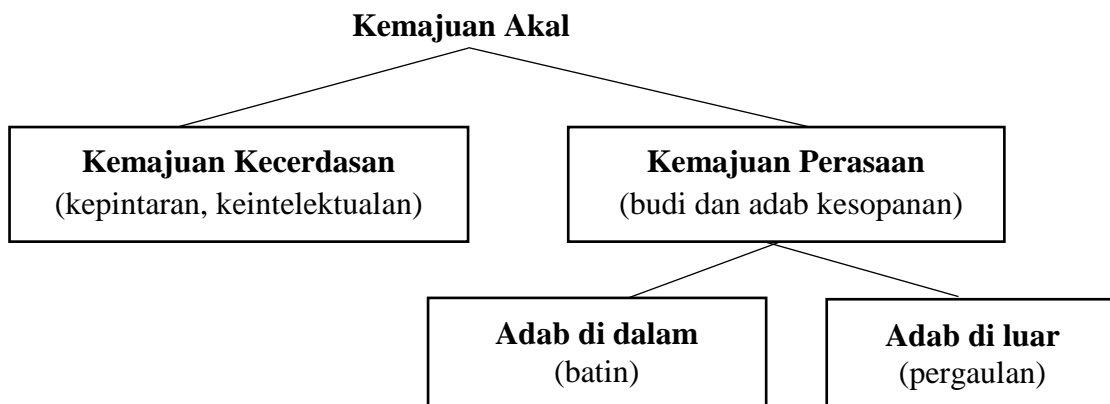 Kemajuan Akal
Kemajuan Kecerdasan
(kepintaran, keintelektualan)
Kemajuan Perasaan
(budi dan adab kesopanan)
Adab di dalam
(batin)
Adab di luar
(pergaulan)